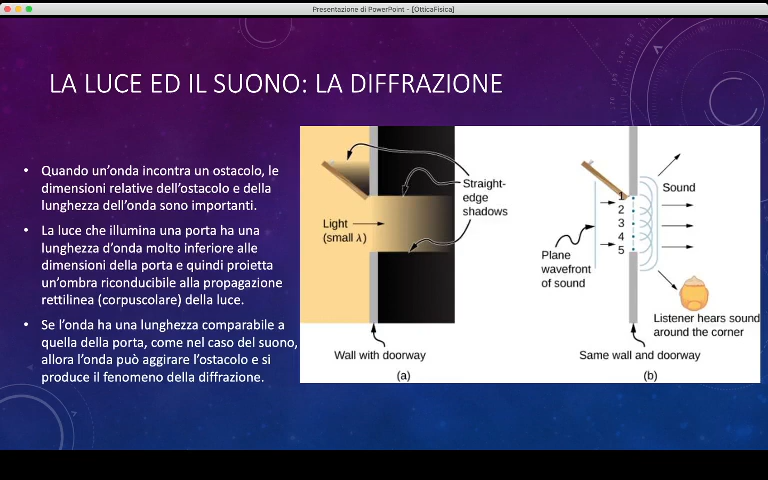 Presentazione di PowerPoint - [OtticaFisica]
LA LUCE ED IL SUONO: LA DIFFRAZIONE
• Quando un'onda incontra un ostacolo, le
dimensioni relative dell'ostacolo e della
lunghezza dell'onda sono importanti.
• La luce che illumina una porta ha una
lunghezza d'onda molto inferiore alle
dimensioni della porta e quindi proietta
un'ombra riconducibile alla propagazione
rettilinea (corpuscolare) della luce.
• Se l'onda ha una lunghezza comparabile a
quella della porta, come nel caso del suono,
allora l'onda può aggirare l'ostacolo e si
produce il fenomeno della diffrazione.
Straight-
edge
shadows
Light
(small λ)
Wall with doorway
(a)
Sound
1
2
3
4
5
Plane
wavefront
of sound
Listener hears sound
around the corner
Same wall and doorway
(b)